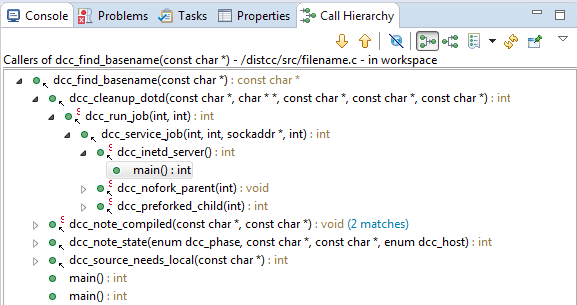 Console Problems Tasks Properties Call Hierarchy
Callers of dcc_find_basename(const char *) - /distcc/src/filename.c - in workspace
dcc_find_basename(const char *) : const char *
dcc_cleanup_dotd(const char *, char * *, const char *, const char *, const char *) : int
S dcc_run_job(int, int) : int
dcc_service_job(int, int, sockaddr *, int) : int
S dcc_inetd_server() : int
main() : int
S dcc_nofork_parent(int) : void
S dcc_preforked_child(int) : int
S dcc_note_compiled(const char *, const char *) : void (2 matches)
dcc_note_state(enum dcc_phase, const char *, const char *, enum dcc_host) : int
dcc_source_needs_local(const char *) : int
main() : int
main() : int